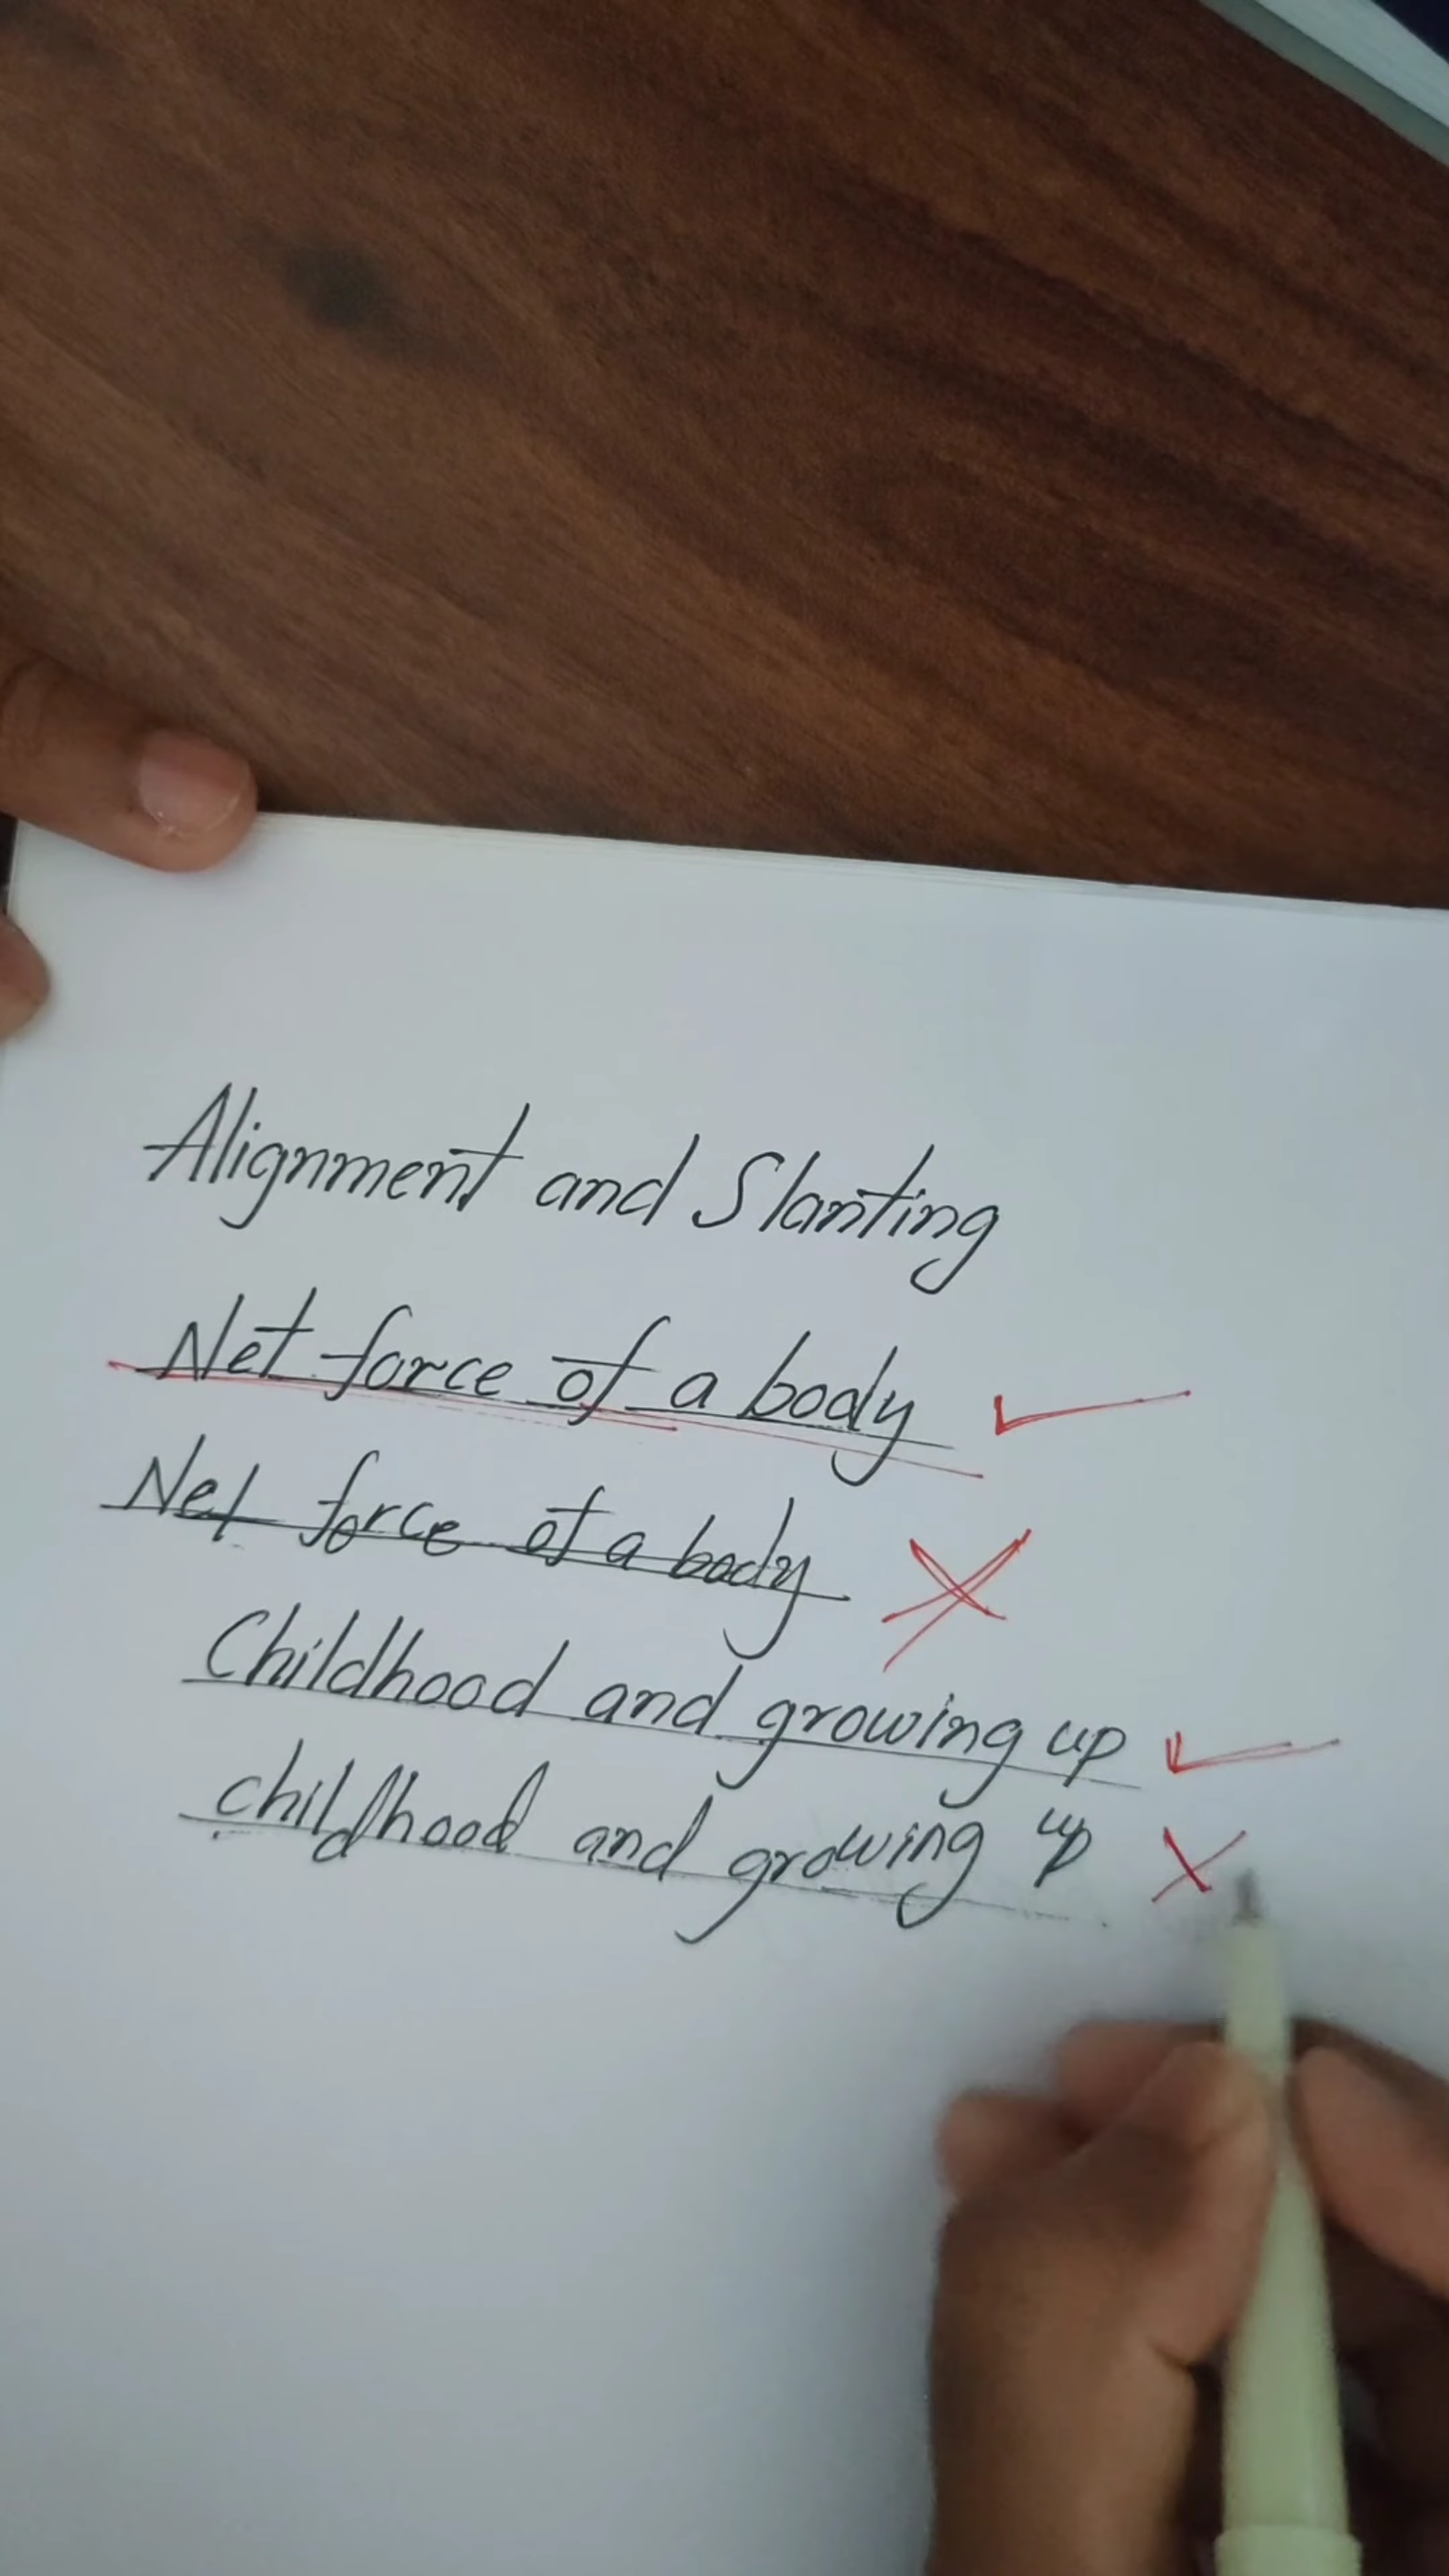 Alignment and Slanting
Net force of a body
Net force of a body
Childhood and growing up
childhood and growing up